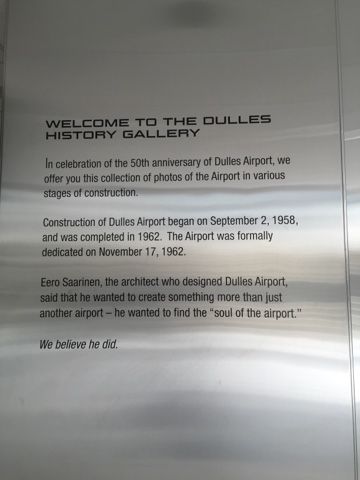 WELCOME TO THE DULLES
HISTORY GALLERY
In celebration of the 50th anniversary of Dulles Airport, we
offer you this collection of photos of the Airport in various
stages of construction.
Construction of Dulles Airport began on September 2, 1958,
and was completed in 1962. The Airport was formally
dedicated on November 17, 1962.
Eero Saarinen, the architect who designed Dulles Airport,
said that he wanted to create something more than just
another airport – he wanted to find the “soul of the airport.”
We believe he did.